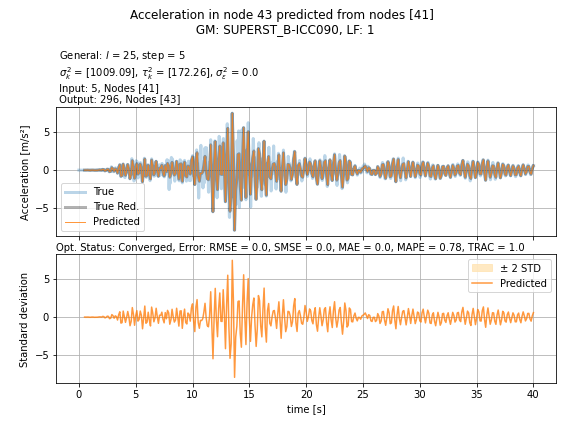 Acceleration in node 43 predicted from nodes [41]
GM: SUPERST_B-ICC090, LF: 1
General: l = 25, step = 5
σ²ₖ = [1009.09], τ²ₖ = [172.26], σ²_ε = 0.0
Input: 5, Nodes [41]
Output: 296, Nodes [43]
Acceleration [m/s²]
5
0
−5
True
True Red.
Predicted
Opt. Status: Converged, Error: RMSE = 0.0, SMSE = 0.0, MAE = 0.0, MAPE = 0.78, TRAC = 1.0
Standard deviation
5
0
−5
± 2 STD
Predicted
0 5 10 15 20 25 30 35 40
time [s]